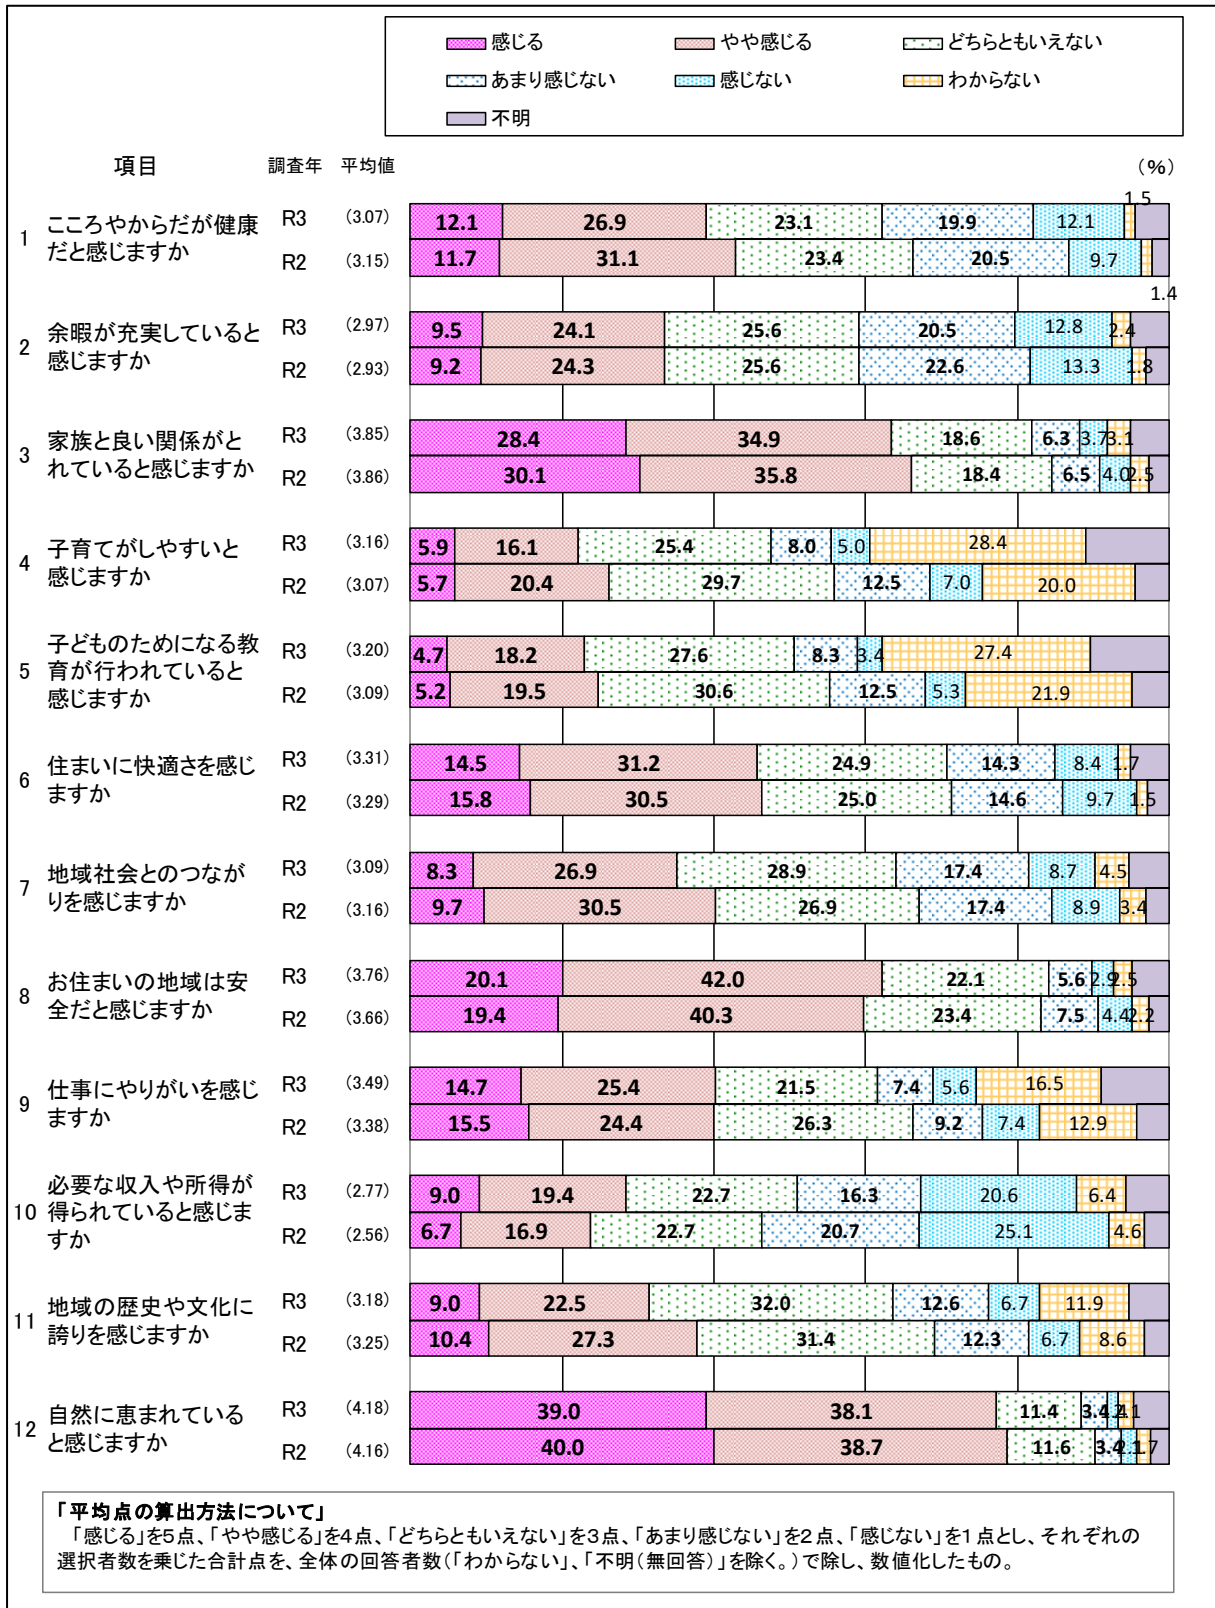 感じる やや感じる どちらともいえない
あまり感じない 感じない わからない
不明
項目 調査年 平均値 (%)
1.5
1 こころやからだが健康
だと感じますか
R3 (3.07) 12.1 26.9 23.1 19.9 12.1
R2 (3.15) 11.7 31.1 23.4 20.5 9.7
1.4
2 余暇が充実していると
感じますか
R3 (2.97) 9.5 24.1 25.6 20.5 12.8 2.4
R2 (2.93) 9.2 24.3 25.6 22.6 13.3 1.8
3 家族と良い関係がと
れていると感じますか
R3 (3.85) 28.4 34.9 18.6 6.3 3.7 3.1
R2 (3.86) 30.1 35.8 18.4 6.5 4.0 2.5
4 子育てがしやすいと
感じますか
R3 (3.16) 5.9 16.1 25.4 8.0 5.0 28.4
R2 (3.07) 5.7 20.4 29.7 12.5 7.0 20.0
5 子どものためになる教
育が行われていると
感じますか
R3 (3.20) 4.7 18.2 27.6 8.3 3.4 27.4
R2 (3.09) 5.2 19.5 30.6 12.5 5.3 21.9
6 住まいに快適さを感じ
ますか
R3 (3.31) 14.5 31.2 24.9 14.3 8.4 1.7
R2 (3.29) 15.8 30.5 25.0 14.6 9.7 1.5
7 地域社会とのつなが
りを感じますか
R3 (3.09) 8.3 26.9 28.9 17.4 8.7 4.5
R2 (3.16) 9.7 30.5 26.9 17.4 8.9 3.4
8 お住まいの地域は安
全だと感じますか
R3 (3.76) 20.1 42.0 22.1 5.6 2.9 2.5
R2 (3.66) 19.4 40.3 23.4 7.5 4.4 2.2
9 仕事にやりがいを感じ
ますか
R3 (3.49) 14.7 25.4 21.5 7.4 5.6 16.5
R2 (3.38) 15.5 24.4 26.3 9.2 7.4 12.9
10 必要な収入や所得が
得られていると感じま
すか
R3 (2.77) 9.0 19.4 22.7 16.3 20.6 6.4
R2 (2.56) 6.7 16.9 22.7 20.7 25.1 4.6
11 地域の歴史や文化に
誇りを感じますか
R3 (3.18) 9.0 22.5 32.0 12.6 6.7 11.9
R2 (3.25) 10.4 27.3 31.4 12.3 6.7 8.6
12 自然に恵まれている
と感じますか
R3 (4.18) 39.0 38.1 11.4 3.4
R2 (4.16) 40.0 38.7 11.6 3.4 2.1 1.7
「平均点の算出方法について」
「感じる」を5点、「やや感じる」を4点、「どちらともいえない」を3点、「あまり感じない」を2点、「感じない」を1点とし、それぞれの
選択者数を乗じた合計点を、全体の回答者数(「わからない」、「不明(無回答)」を除く。)で除し、数値化したもの。